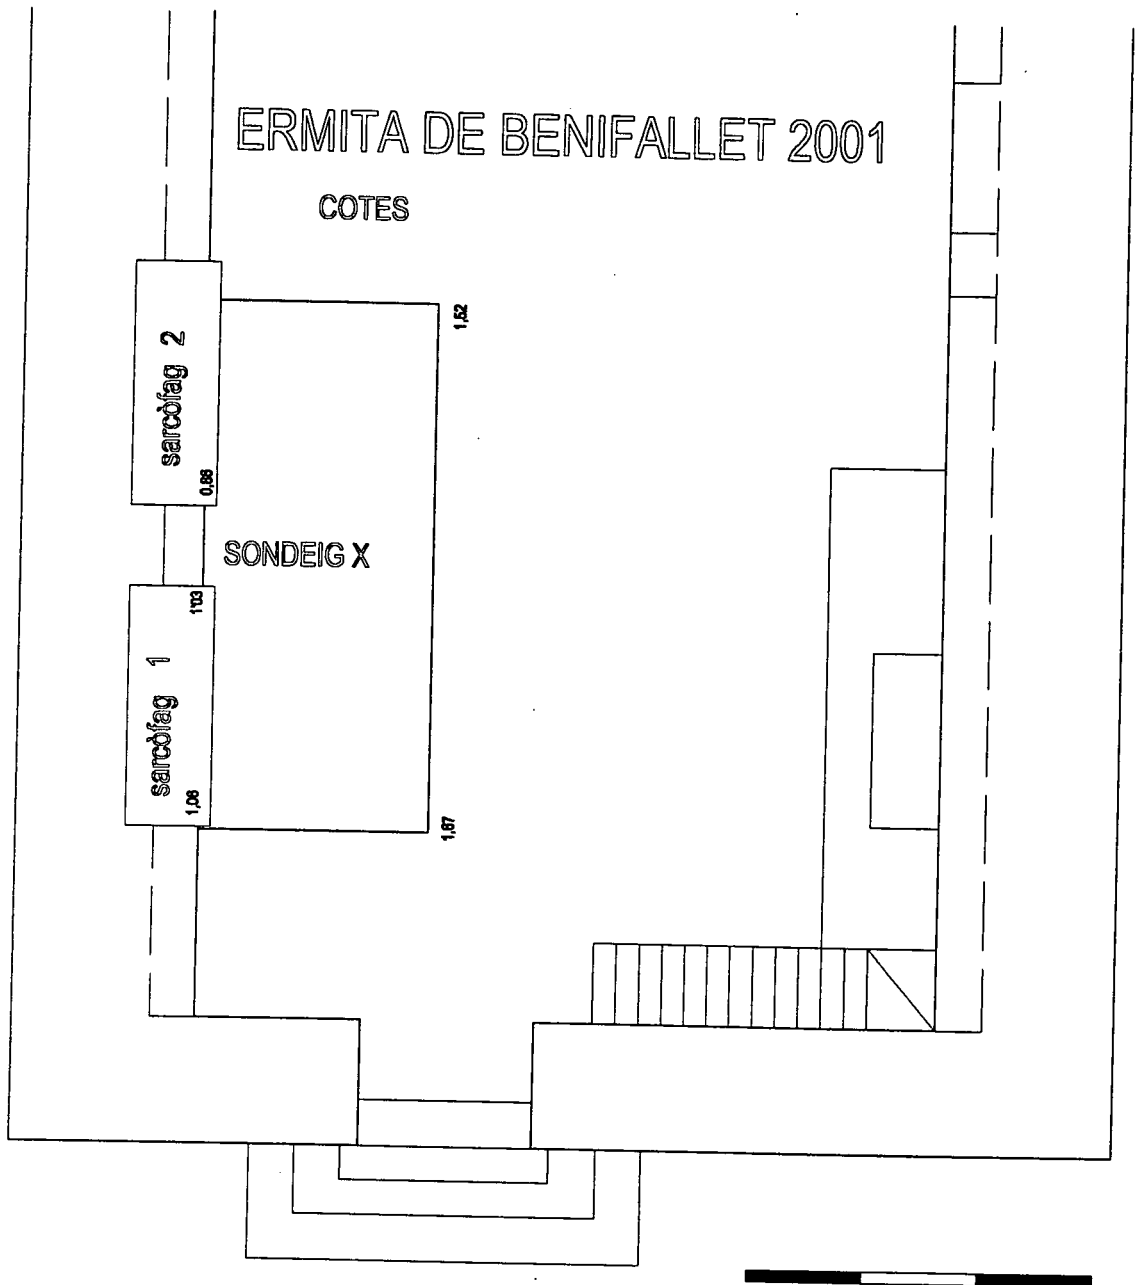 ERMITA DE BENIFALLET 2001
COTES
1,52
sarcòfag 2
0,86
SONDEIG X
1'03
sarcòfag 1
1,06
1,67